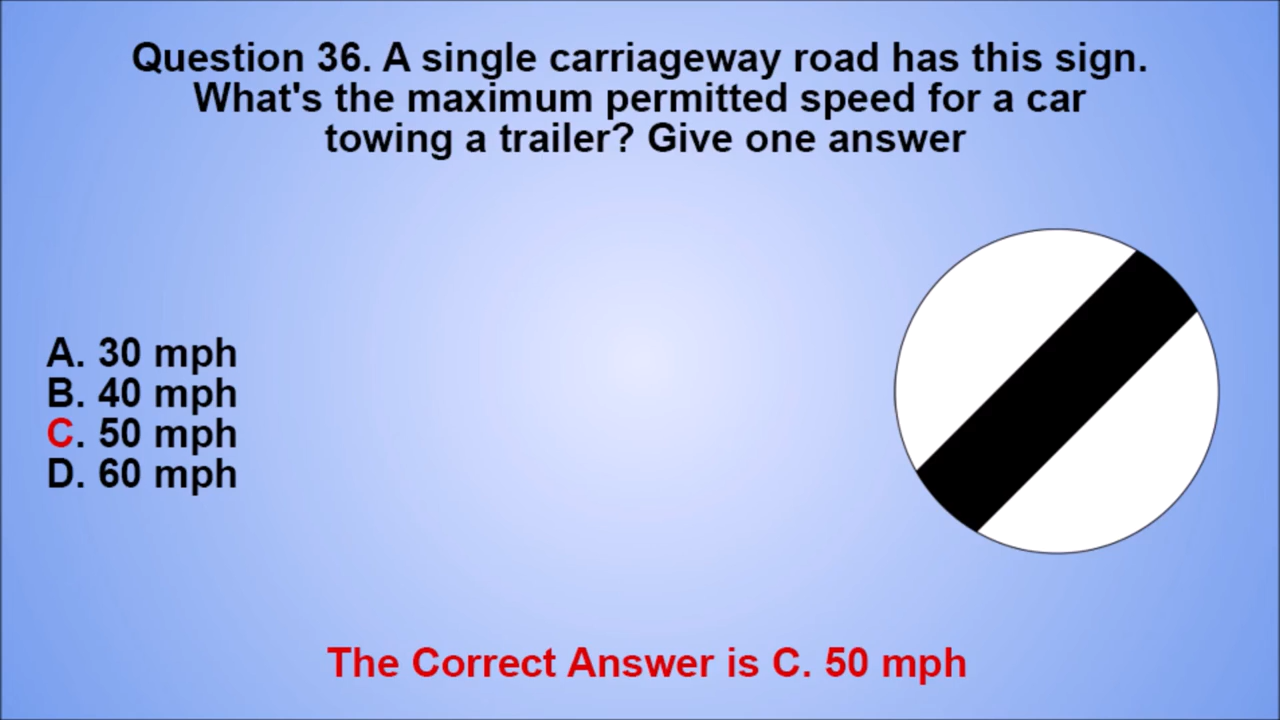 Question 36. A single carriageway road has this sign.
What's the maximum permitted speed for a car
towing a trailer? Give one answer
A. 30 mph
B. 40 mph
C. 50 mph
D. 60 mph
The Correct Answer is C. 50 mph